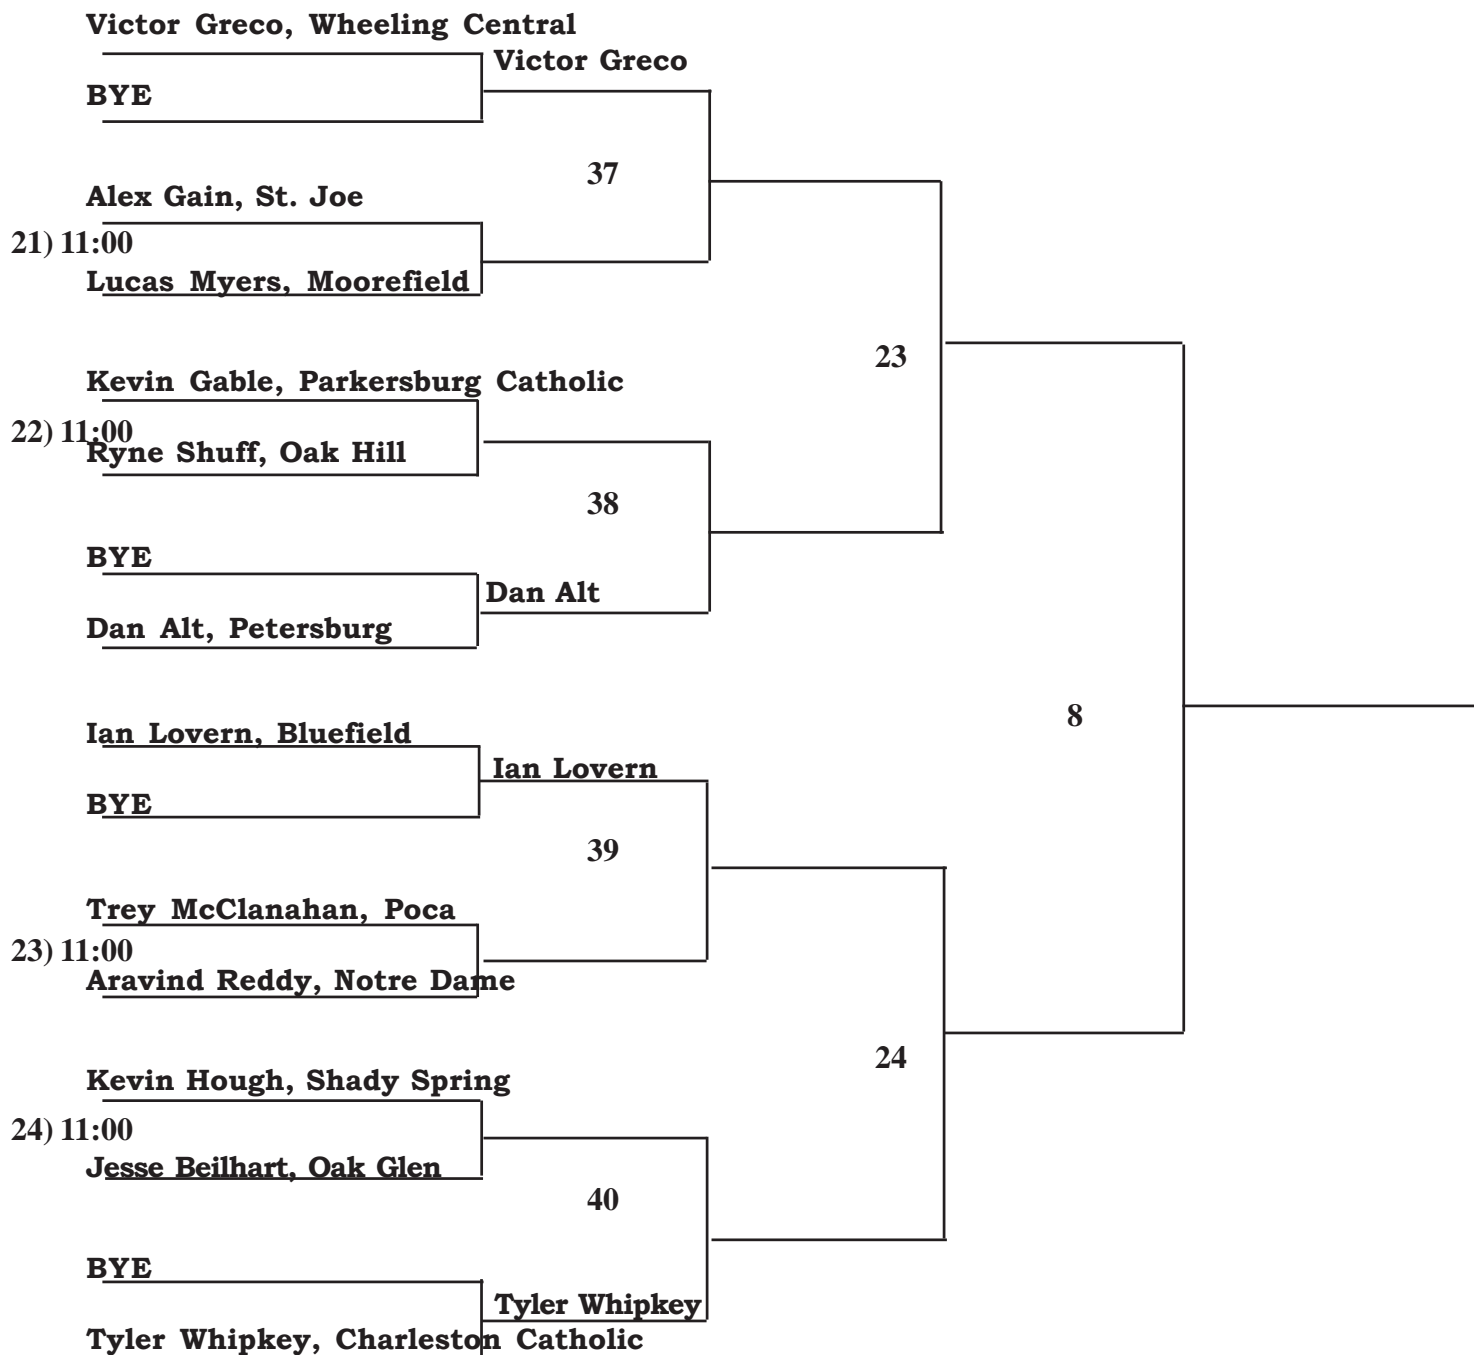 Victor Greco, Wheeling Central
Victor Greco
BYE
37
Alex Gain, St. Joe
21) 11:00
Lucas Myers, Moorefield
23
Kevin Gable, Parkersburg Catholic
22) 11:00
Ryne Shuff, Oak Hill
38
BYE
Dan Alt
Dan Alt, Petersburg
8
Ian Lovern, Bluefield
Ian Lovern
BYE
39
Trey McClanahan, Poca
23) 11:00
Aravind Reddy, Notre Dame
24
Kevin Hough, Shady Spring
24) 11:00
Jesse Beilhart, Oak Glen
40
BYE
Tyler Whipkey
Tyler Whipkey, Charleston Catholic